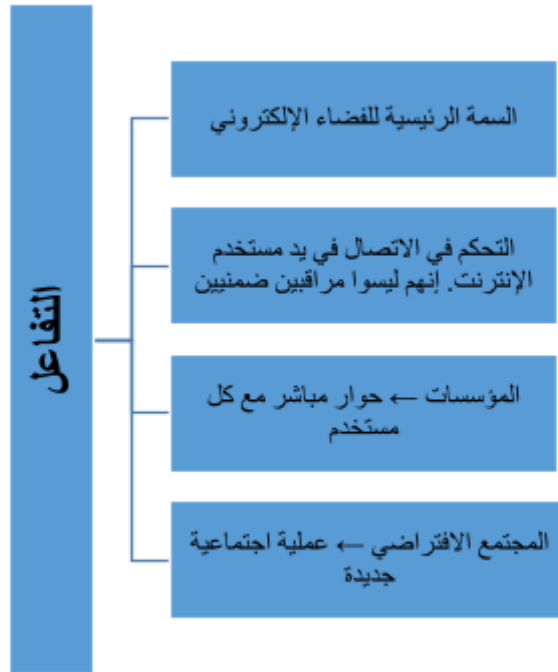 التفاعل
السمة الرئيسية للفضاء الإلكتروني
التحكم في الاتصال في يد مستخدم
الإنترنت. إنهم ليسوا مراقبين ضمنيين
المؤسسات ← حوار مباشر مع كل
مستخدم
المجتمع الافتراضي ← عملية اجتماعية
جديدة